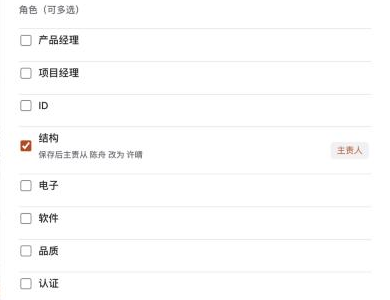 角色（可多选）
产品经理
项目经理
ID
结构
保存后主责从 陈舟 改为 许晴
主责人
电子
软件
品质
认证